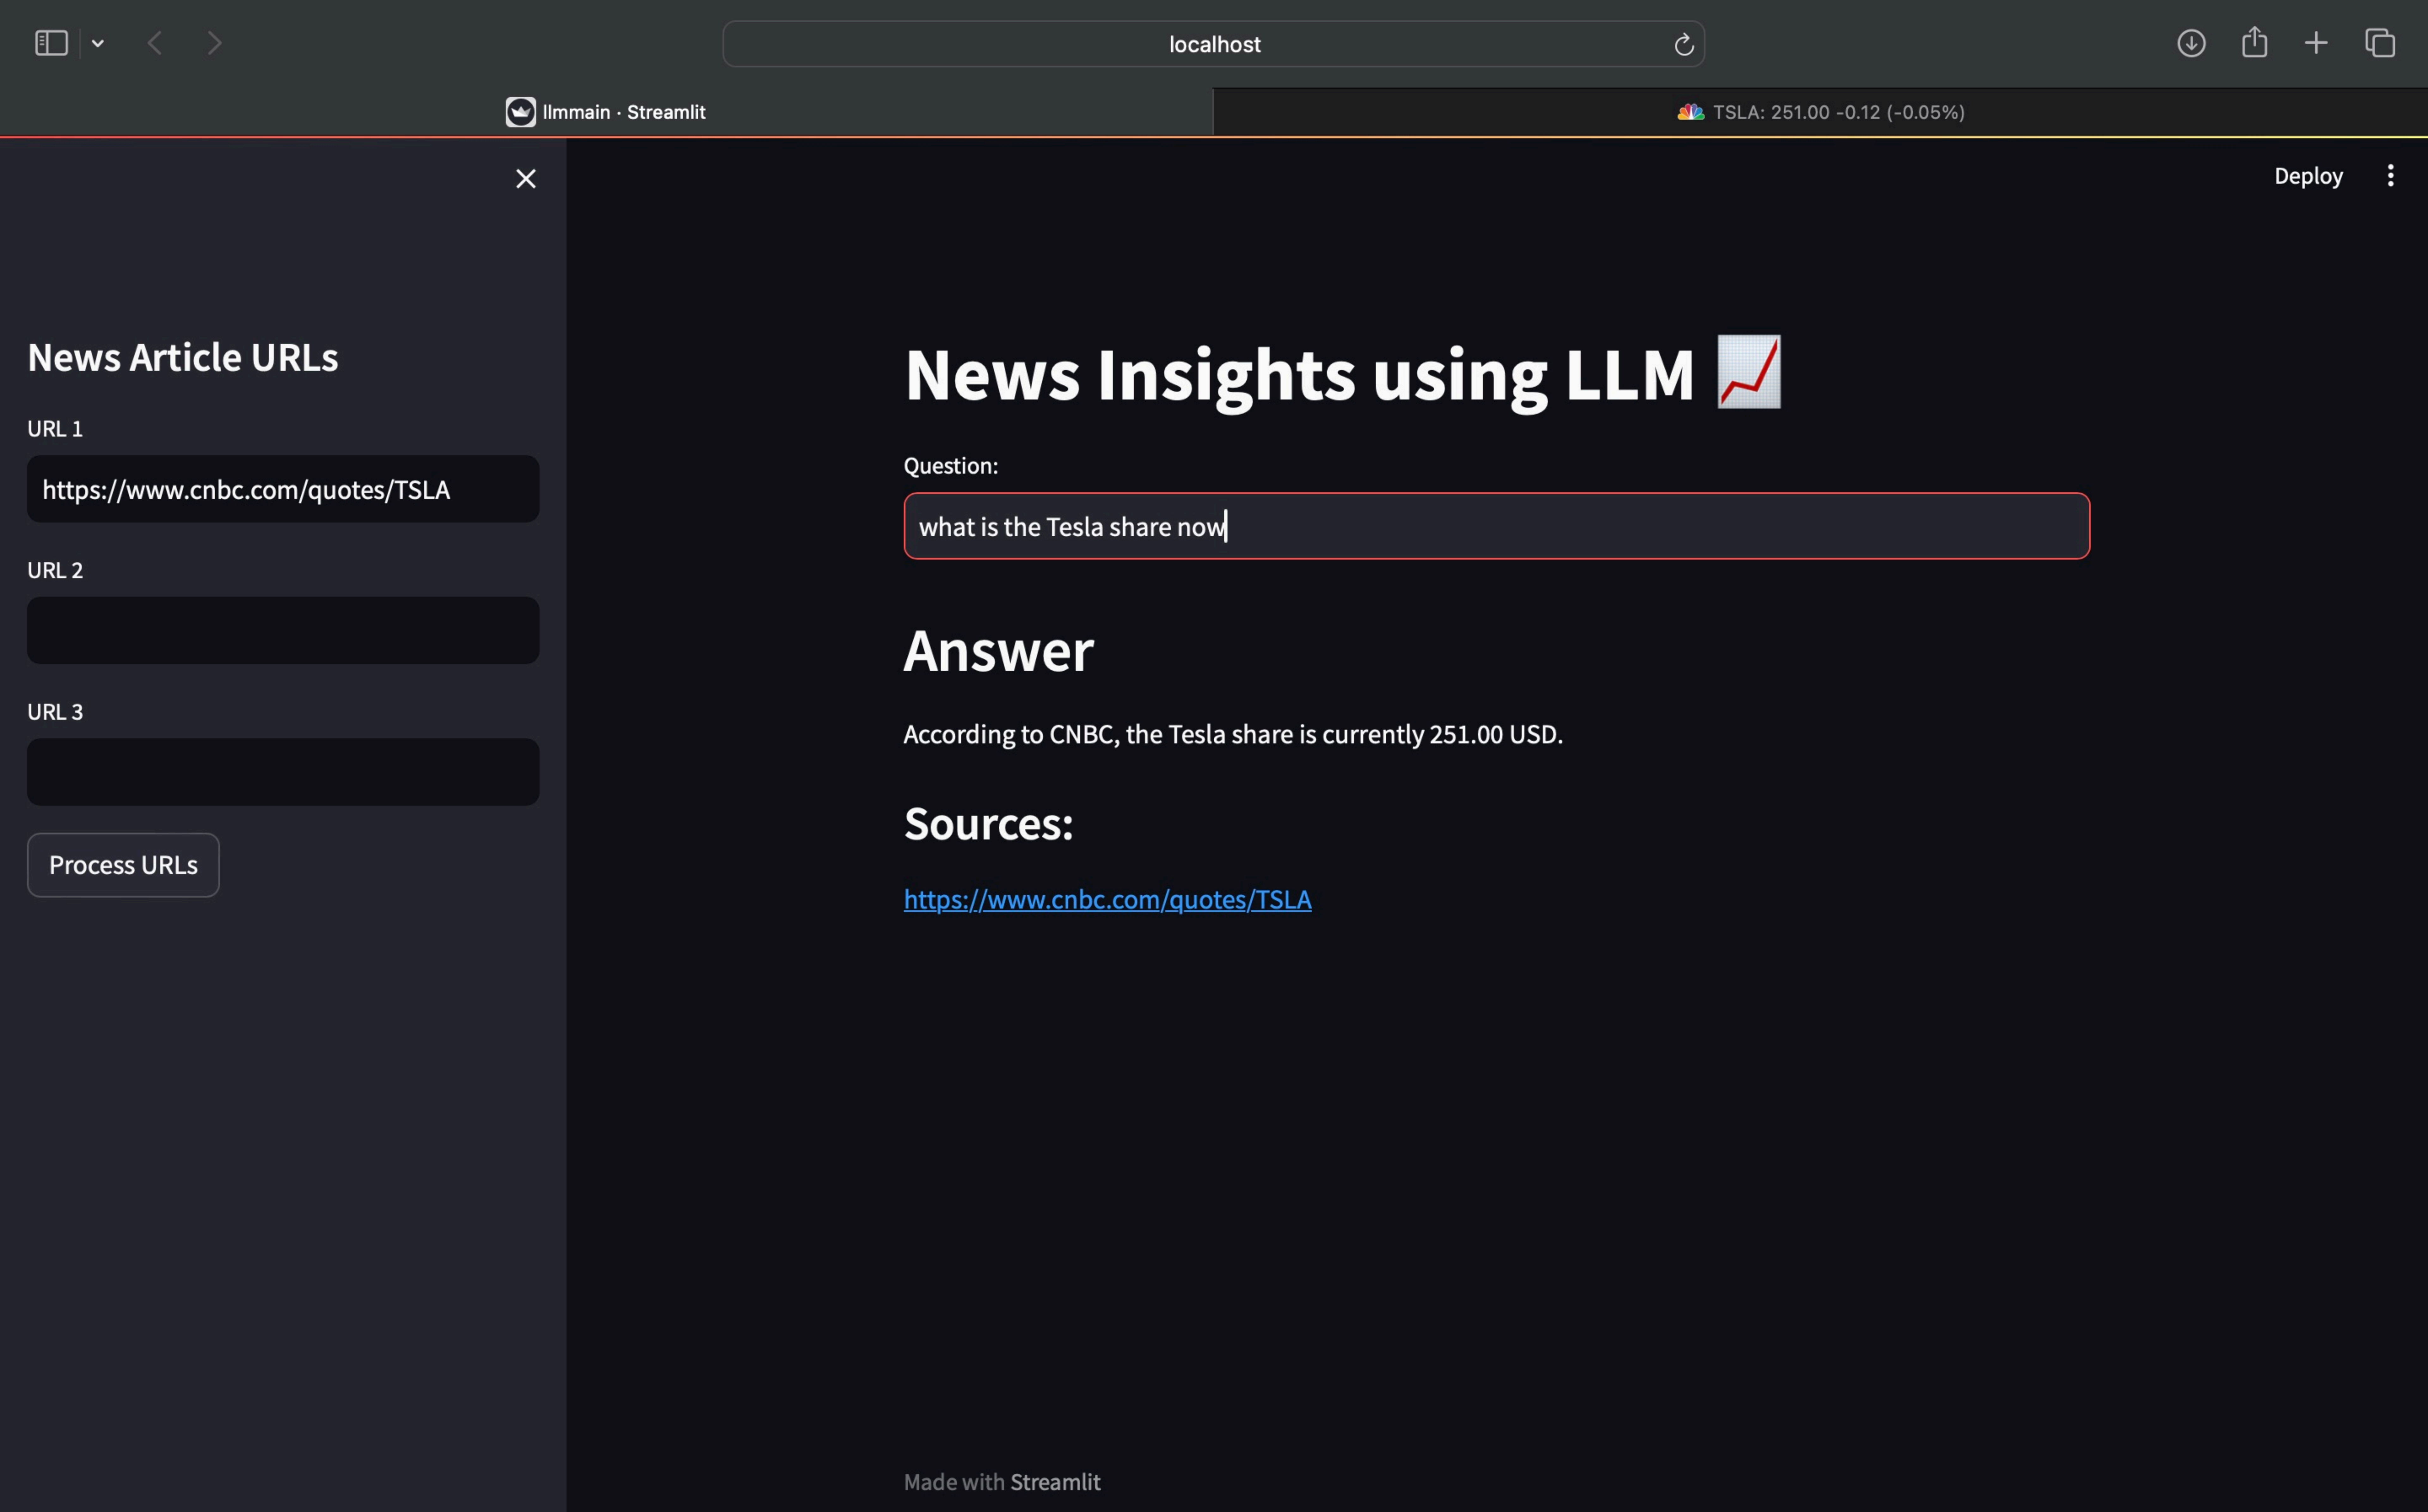 localhost
llmmain · Streamlit
TSLA: 251.00 -0.12 (-0.05%)
Deploy
News Article URLs
URL 1
https://www.cnbc.com/quotes/TSLA
URL 2
URL 3
Process URLs
News Insights using LLM
Question:
what is the Tesla share now
Answer
According to CNBC, the Tesla share is currently 251.00 USD.
Sources:
https://www.cnbc.com/quotes/TSLA
Made with Streamlit